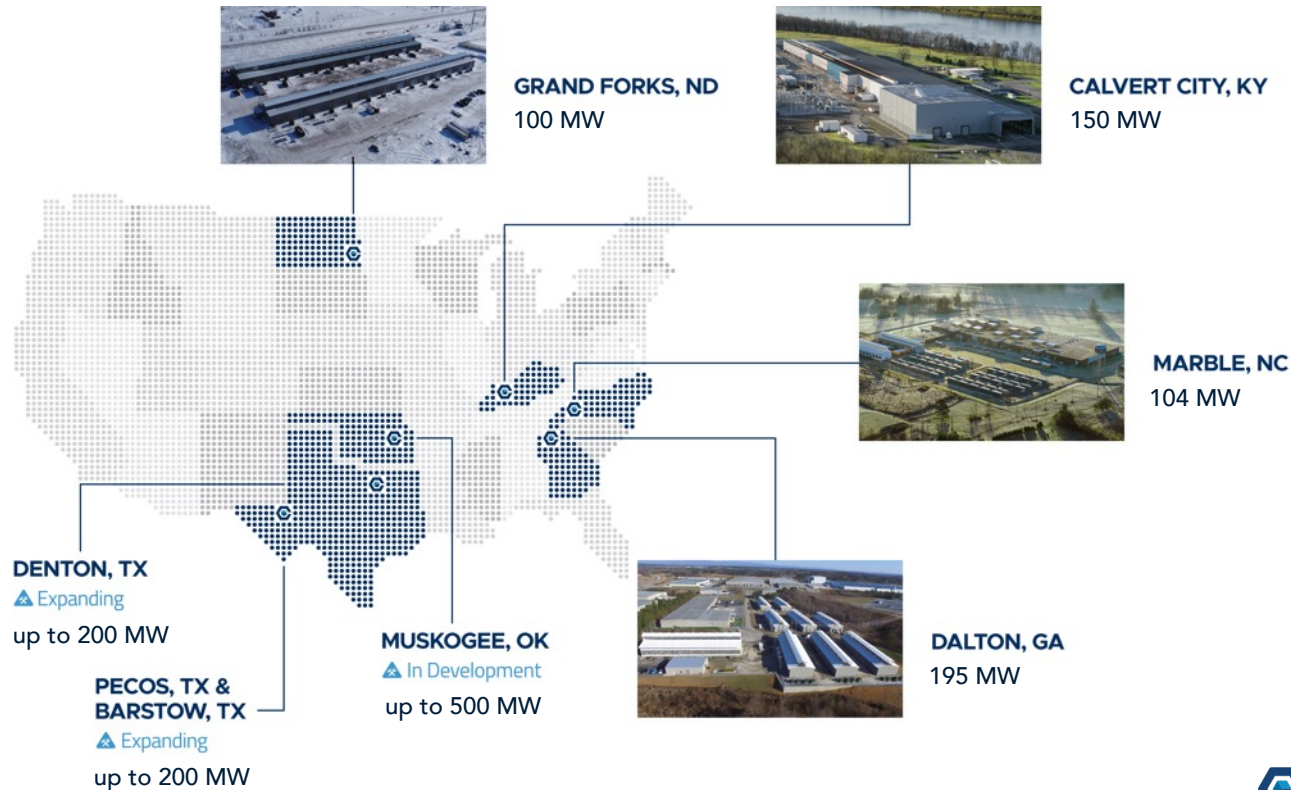 GRAND FORKS, ND
100 MW
CALVERT CITY, KY
150 MW
MARBLE, NC
104 MW
DENTON, TX
Expanding
up to 200 MW
PECOS, TX &
BARSTOW, TX
Expanding
up to 200 MW
MUSKOGEE, OK
In Development
up to 500 MW
DALTON, GA
195 MW